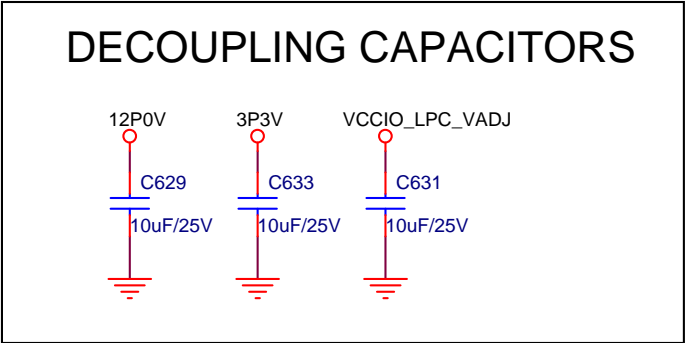 DECOUPLING CAPACITORS
12P0V 3P3V VCCIO_LPC_VADJ
C629 C633 C631
10uF/25V 10uF/25V 10uF/25V